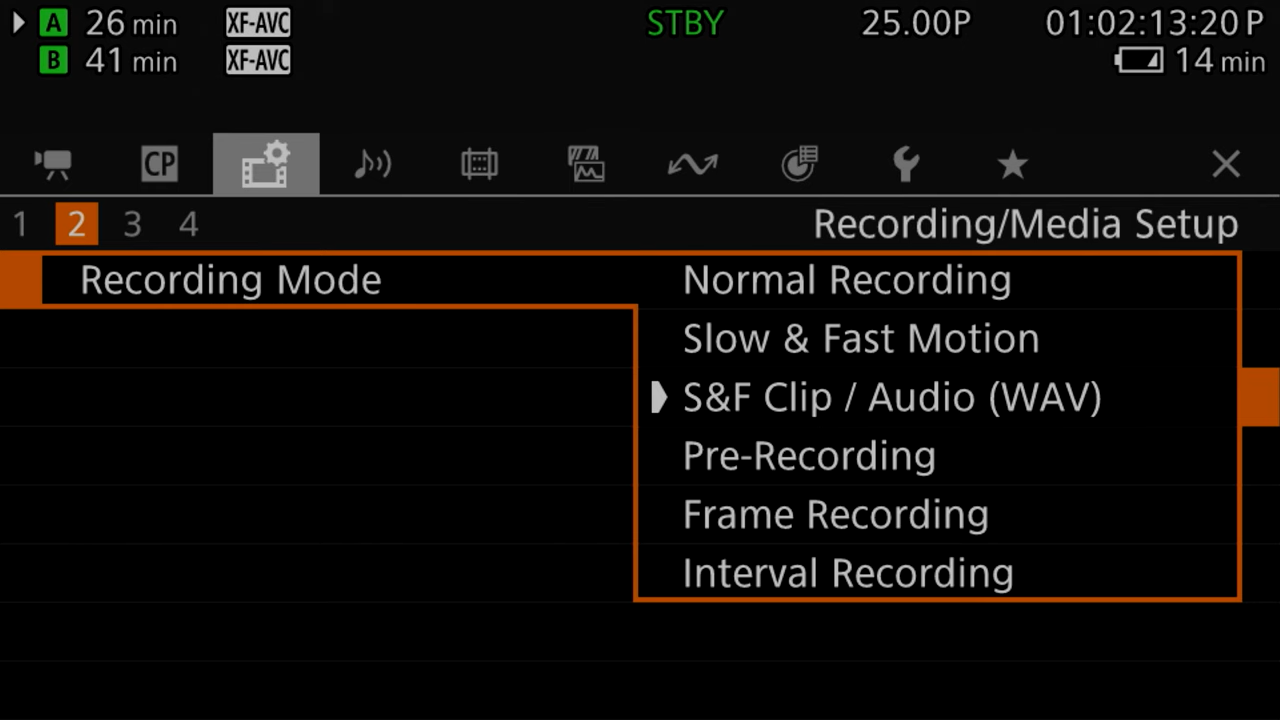 A 26 min XF-AVC STBY 25.00P 01:02:13:20 P
B 41 min XF-AVC 14 min
CP
1 2 3 4 Recording/Media Setup
Recording Mode Normal Recording
Slow & Fast Motion
S&F Clip / Audio (WAV)
Pre-Recording
Frame Recording
Interval Recording